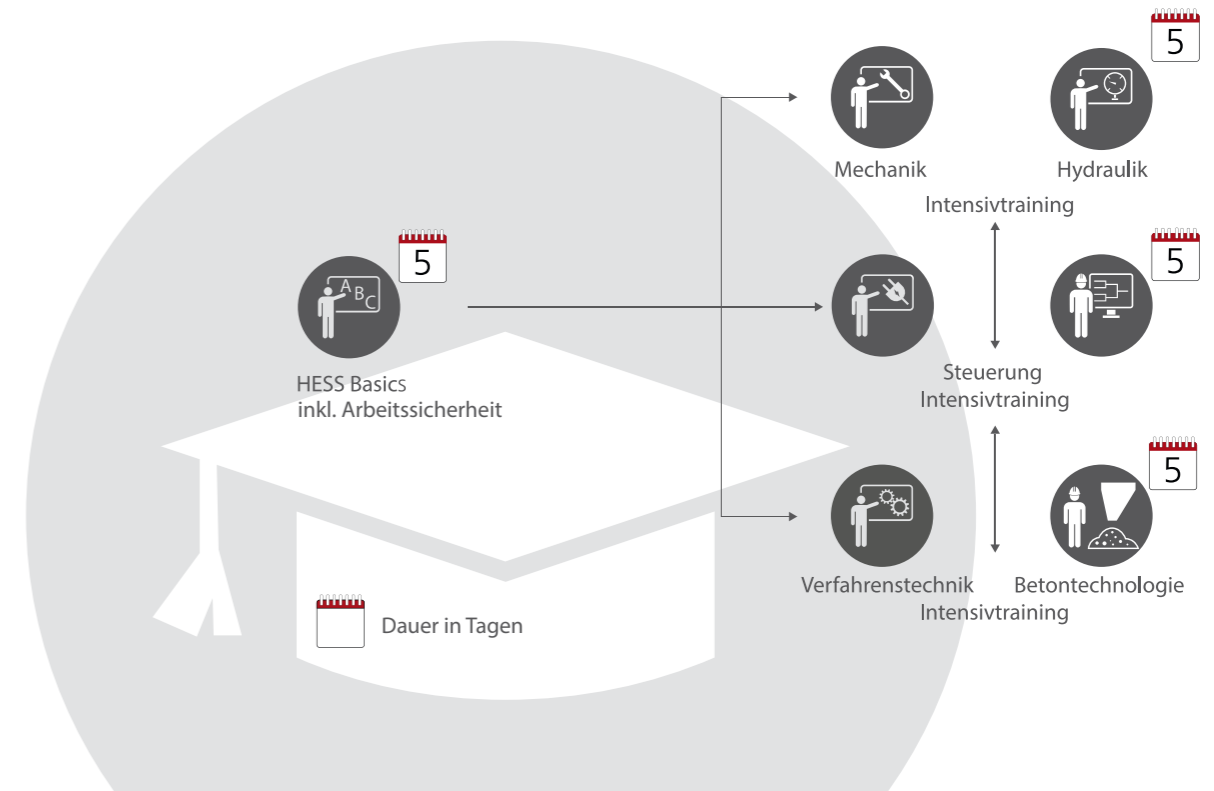 5
Mechanik
Hydraulik
Intensivtraining
5
A B C
5
HESS Basics
inkl. Arbeitssicherheit
Steuerung
Intensivtraining
5
Verfahrenstechnik
Betontechnologie
Intensivtraining
Dauer in Tagen